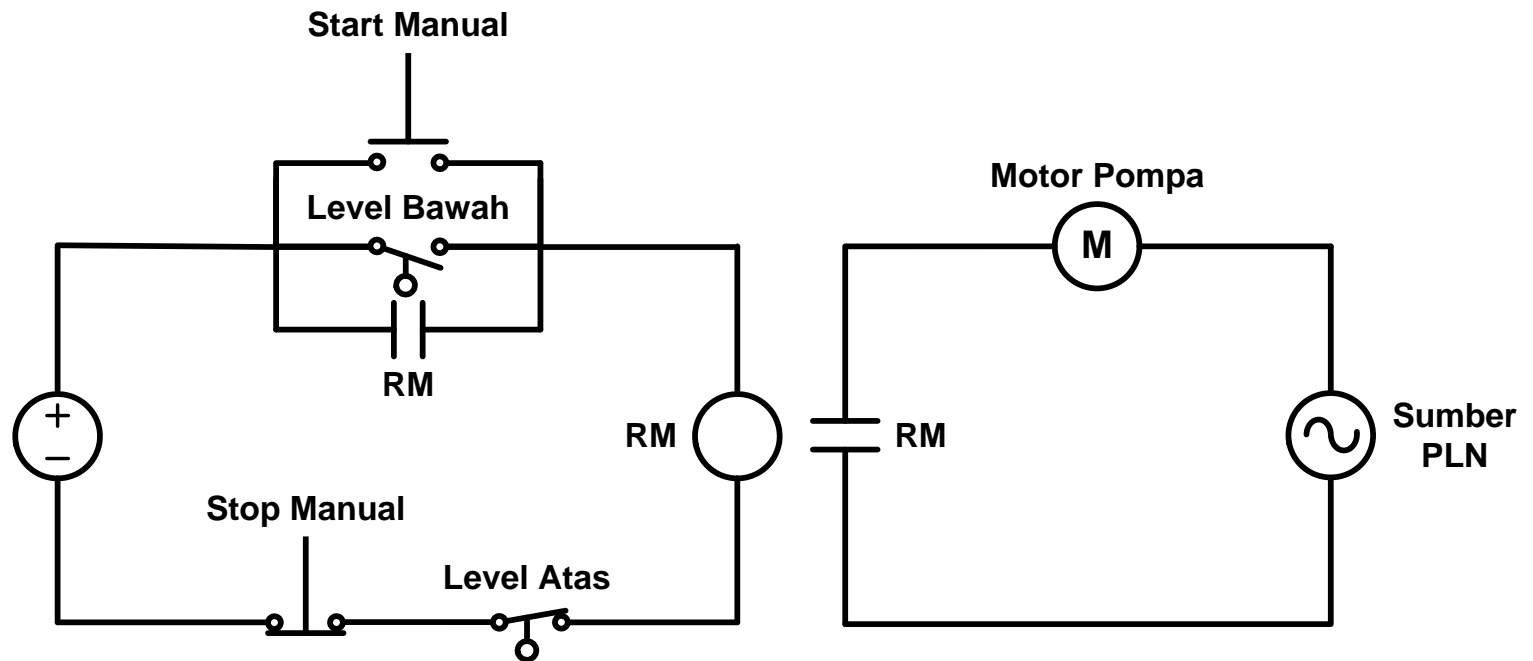 Start Manual
Level Bawah
RM
+
−
RM
Stop Manual
Level Atas
Motor Pompa
M
RM
Sumber
PLN